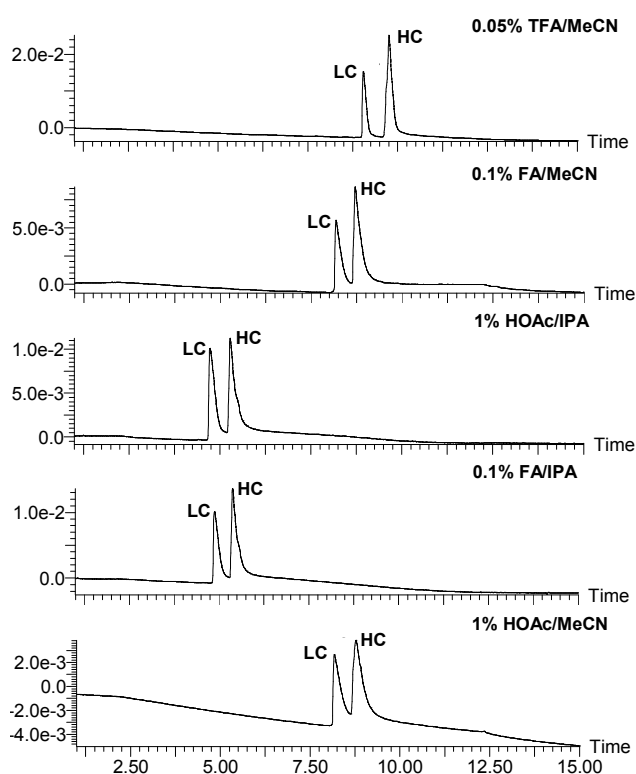 0.05% TFA/MeCN
HC
2.0e-2
LC
0.0
Time
0.1% FA/MeCN
HC
LC
5.0e-3
0.0
Time
1% HOAc/IPA
LC
HC
1.0e-2
5.0e-3
0.0
Time
0.1% FA/IPA
HC
LC
1.0e-2
0.0
Time
1% HOAc/MeCN
HC
LC
2.0e-3
0.0
-2.0e-3
-4.0e-3
Time
2.50 5.00 7.50 10.00 12.50 15.00